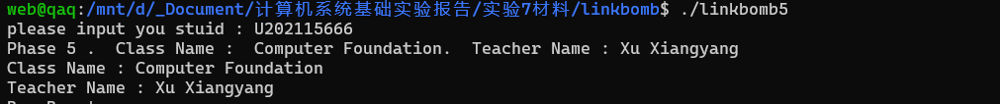 web@qaq:/mnt/d/_Document/计算机系统基础实验报告/实验7材料/linkbomb$ ./linkbomb5
please input you stuid : U202115666
Phase 5 .  Class Name :  Computer Foundation.  Teacher Name : Xu Xiangyang
Class Name : Computer Foundation
Teacher Name : Xu Xiangyang